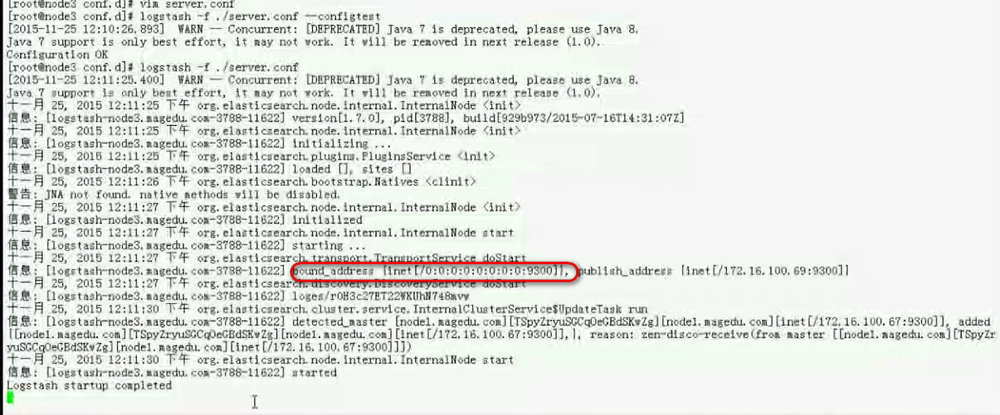 [root@node3 conf.d]# vim server.conf
[root@node3 conf.d]# logstash -f ./server.conf --configtest
[2015-11-25 12:10:26.893]  WARN -- Concurrent: [DEPRECATED] Java 7 is deprecated, please use Java 8.
Java 7 support is only best effort, it may not work. It will be removed in next release (1.0).
Configuration OK
[root@node3 conf.d]# logstash -f ./server.conf
[2015-11-25 12:11:25.400]  WARN -- Concurrent: [DEPRECATED] Java 7 is deprecated, please use Java 8.
Java 7 support is only best effort, it may not work. It will be removed in next release (1.0).
十一月 25, 2015 12:11:25 下午 org.elasticsearch.node.internal.InternalNode <init>
信息: [logstash-node3.magedu.com-3788-11622] version[1.7.0], pid[3788], build[929b973/2015-07-16T14:31:07Z]
十一月 25, 2015 12:11:25 下午 org.elasticsearch.node.internal.InternalNode <init>
信息: [logstash-node3.magedu.com-3788-11622] initializing ...
十一月 25, 2015 12:11:25 下午 org.elasticsearch.plugins.PluginsService <init>
信息: [logstash-node3.magedu.com-3788-11622] loaded [], sites []
十一月 25, 2015 12:11:26 下午 org.elasticsearch.bootstrap.Natives <clinit>
警告: JNA not found. native methods will be disabled.
十一月 25, 2015 12:11:27 下午 org.elasticsearch.node.internal.InternalNode <init>
信息: [logstash-node3.magedu.com-3788-11622] initialized
十一月 25, 2015 12:11:27 下午 org.elasticsearch.node.internal.InternalNode start
信息: [logstash-node3.magedu.com-3788-11622] starting ...
十一月 25, 2015 12:11:27 下午 org.elasticsearch.transport.TransportService doStart
信息: [logstash-node3.magedu.com-3788-11622] bound_address {inet[/0:0:0:0:0:0:0:0:9300]}, publish_address {inet[/172.16.100.69:9300]}
十一月 25, 2015 12:11:27 下午 org.elasticsearch.discovery.DiscoveryService doStart
信息: [logstash-node3.magedu.com-3788-11622] loges/r0H3c27ET22WKUhN748mvw
十一月 25, 2015 12:11:30 下午 org.elasticsearch.cluster.service.InternalClusterService$UpdateTask run
信息: [logstash-node3.magedu.com-3788-11622] detected_master [node1.magedu.com][TSpyZryuSGCqOeGBdSKwZg][node1.magedu.com][inet[/172.16.100.67:9300]], added
{[node1.magedu.com][TSpyZryuSGCqOeGBdSKwZg][node1.magedu.com][inet[/172.16.100.67:9300]],}, reason: zen-disco-receive(from master [[node1.magedu.com][TSpyZr
yuSGCqOeGBdSKwZg][node1.magedu.com][inet[/172.16.100.67:9300]]])
十一月 25, 2015 12:11:30 下午 org.elasticsearch.node.internal.InternalNode start
信息: [logstash-node3.magedu.com-3788-11622] started
Logstash startup completed